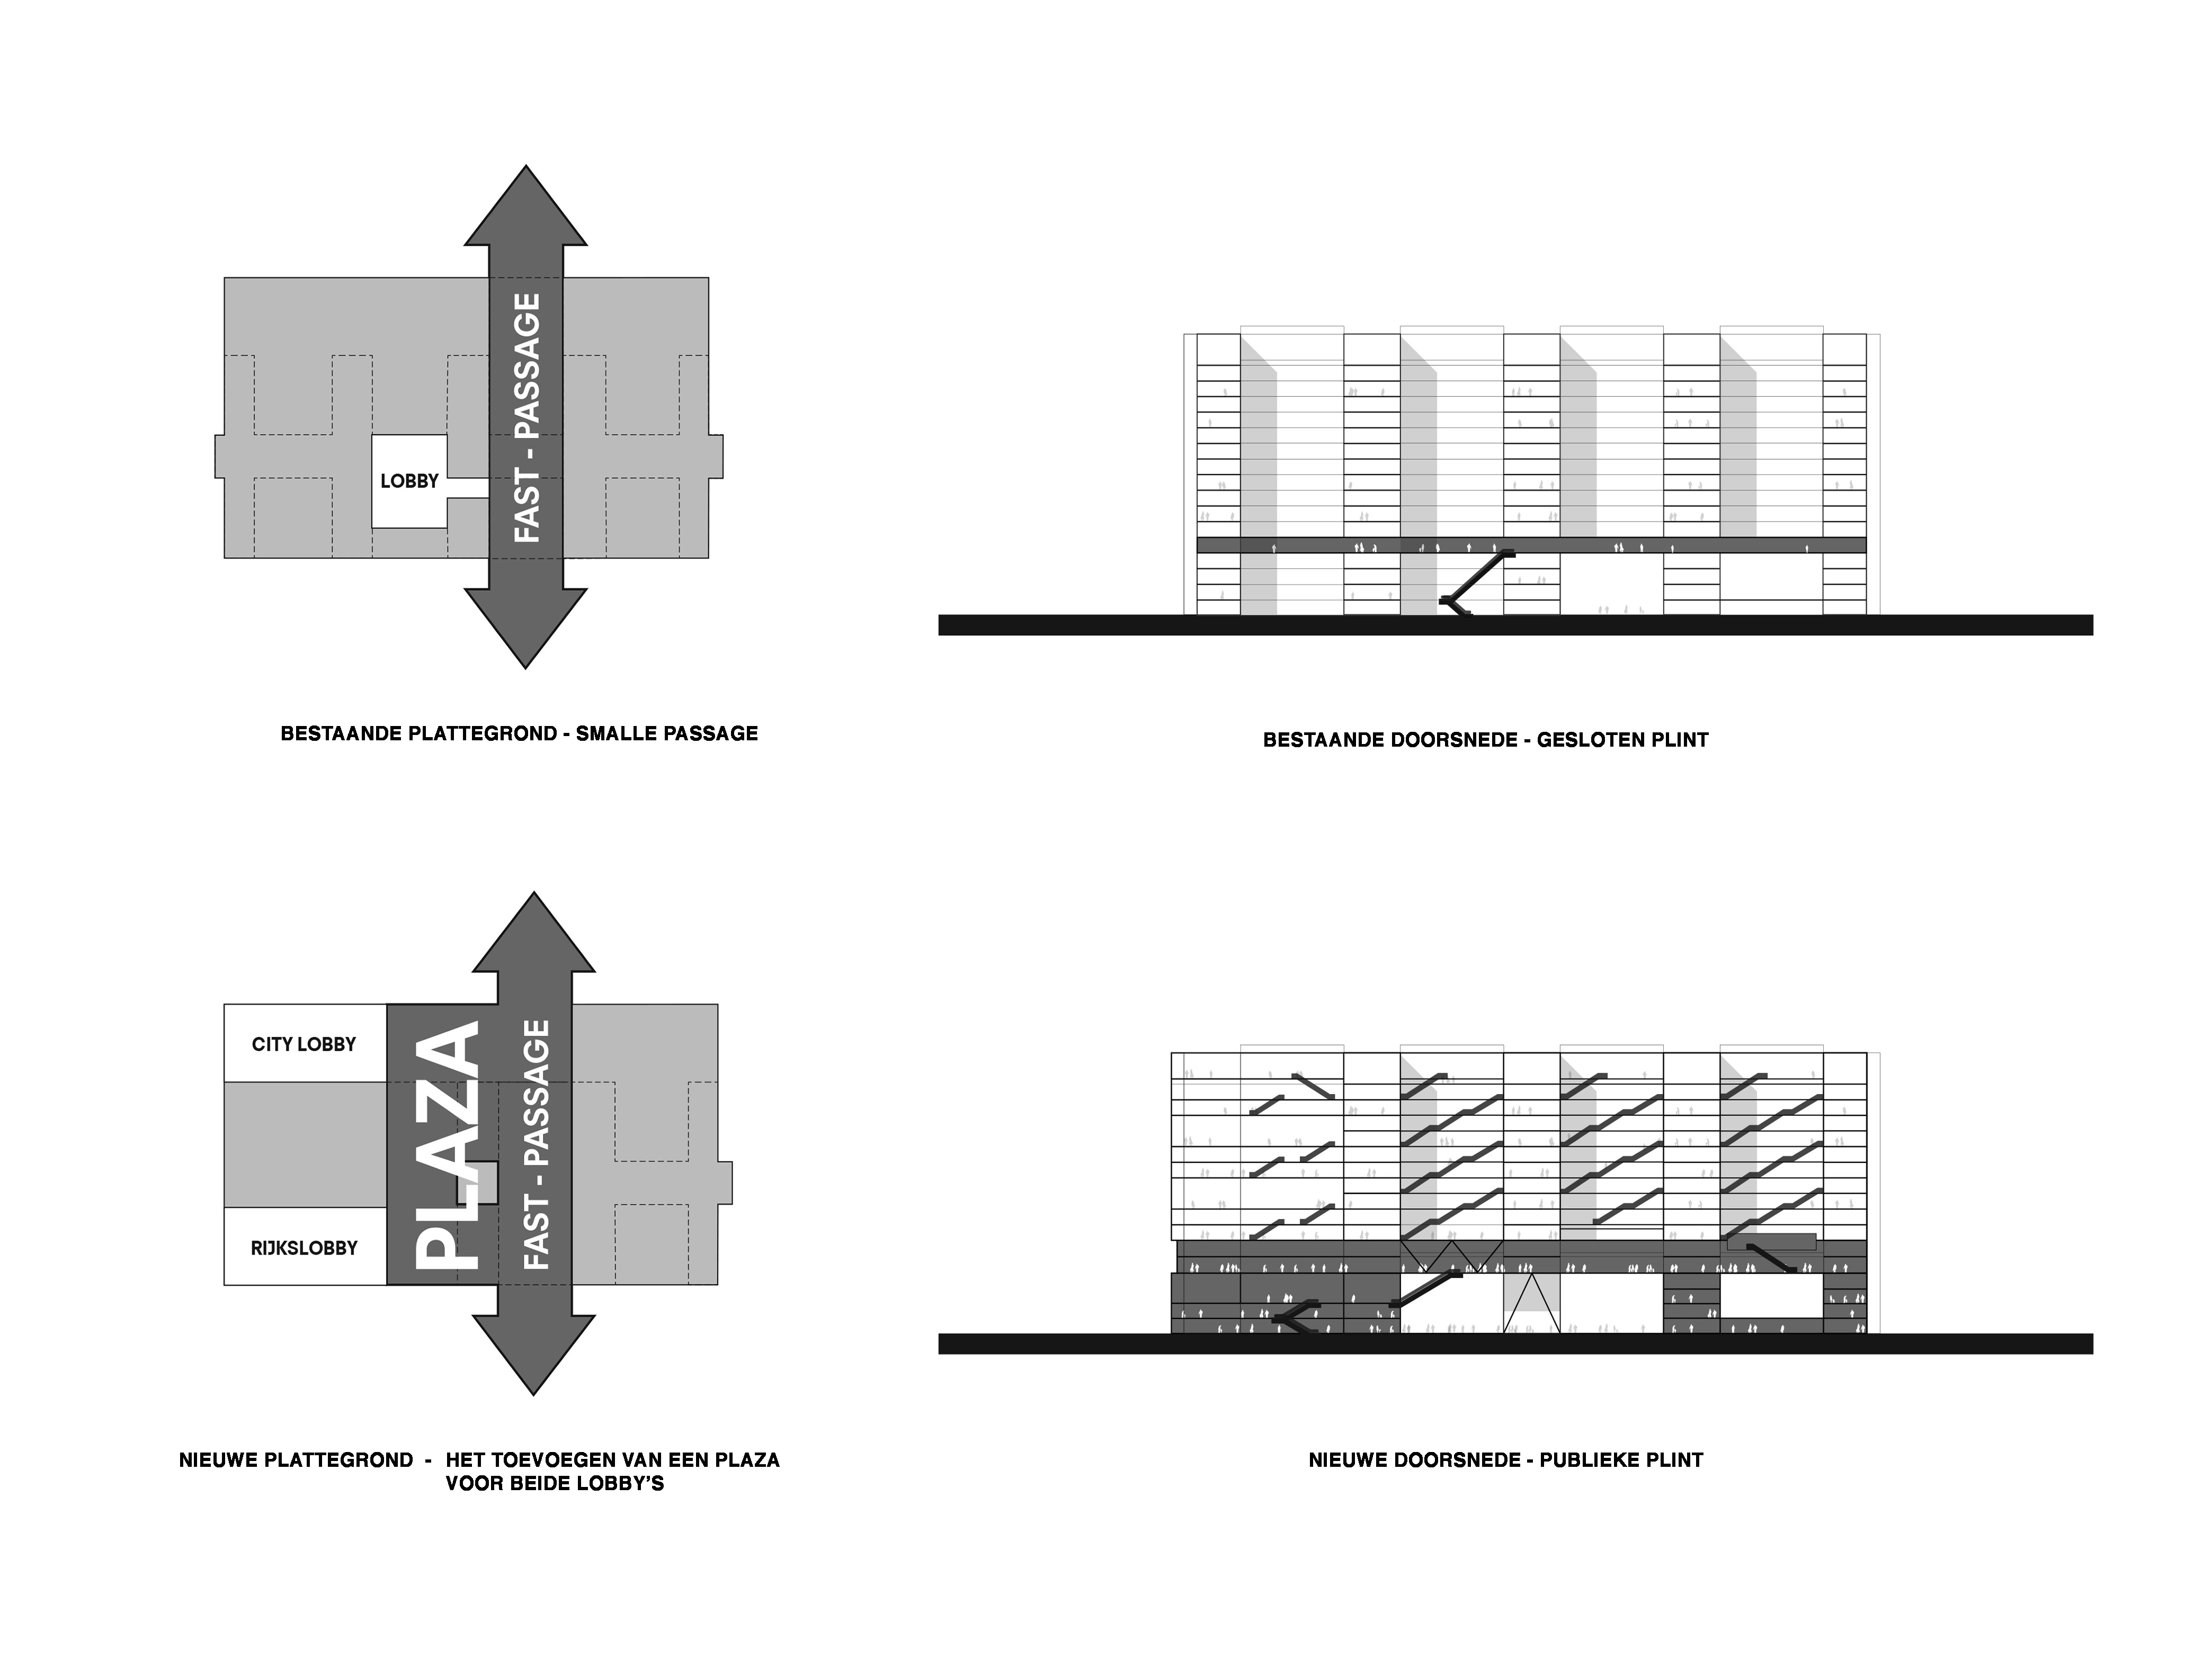 FAST - PASSAGE
LOBBY
BESTAANDE PLATTEGROND - SMALLE PASSAGE
BESTAANDE DOORSNEDE - GESLOTEN PLINT
CITY LOBBY
PLAZA
FAST - PASSAGE
RIJKSLOBBY
NIEUWE PLATTEGROND - HET TOEVOEGEN VAN EEN PLAZA
VOOR BEIDE LOBBY'S
NIEUWE DOORSNEDE - PUBLIEKE PLINT